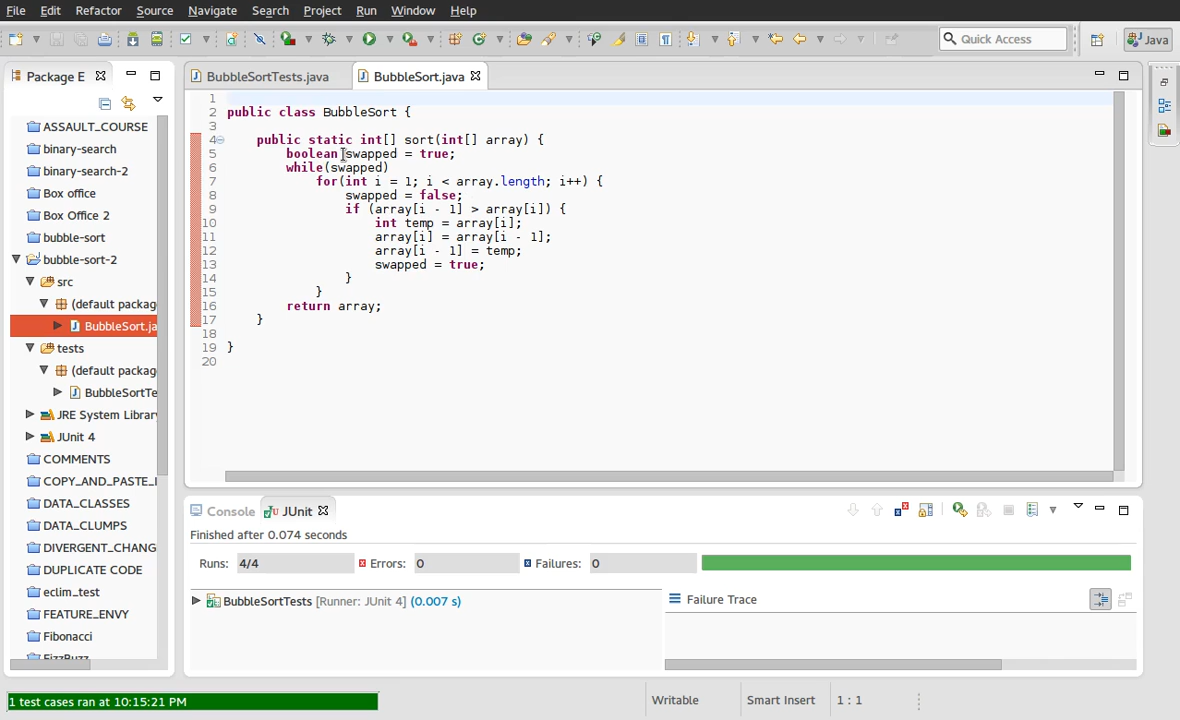 File Edit Refactor Source Navigate Search Project Run Window Help
Quick Access
Java
Package E
BubbleSortTests.java
BubbleSort.java
ASSAULT_COURSE
binary-search
binary-search-2
Box office
Box Office 2
bubble-sort
bubble-sort-2
src
(default packag
BubbleSort.ja
tests
(default packag
BubbleSortTe
JRE System Library
JUnit 4
COMMENTS
COPY_AND_PASTE_
DATA_CLASSES
DATA_CLUMPS
DIVERGENT_CHANG
DUPLICATE CODE
eclim_test
FEATURE_ENVY
Fibonacci
FizzBuzz
1
2 public class BubbleSort {
3
4 public static int[] sort(int[] array) {
5 boolean swapped = true;
6 while(swapped)
7 for(int i = 1; i < array.length; i++) {
8 swapped = false;
9 if (array[i - 1] > array[i]) {
10 int temp = array[i];
11 array[i] = array[i - 1];
12 array[i - 1] = temp;
13 swapped = true;
14 }
15 }
16 return array;
17 }
18
19 }
20
Console JUnit
Finished after 0.074 seconds
Runs: 4/4 Errors: 0 Failures: 0
BubbleSortTests [Runner: JUnit 4] (0.007 s)
Failure Trace
1 test cases ran at 10:15:21 PM
Writable
Smart Insert
1 : 1